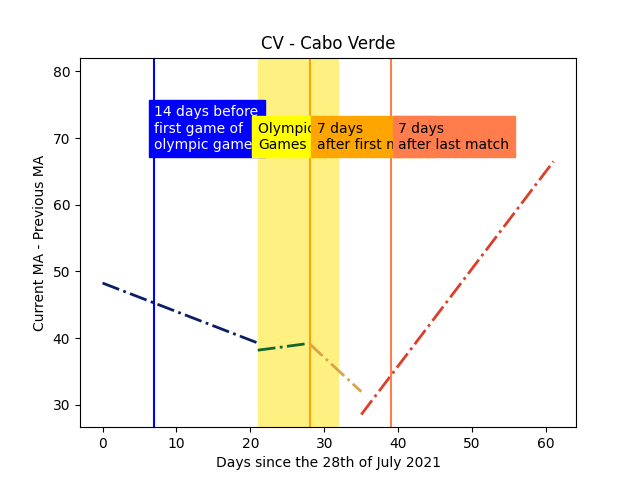 CV - Cabo Verde
Current MA - Previous MA
80
70
60
50
40
30
14 days before
first game of
olympic game
Olympic
Games
7 days
after first m
7 days
after last match
0
10
20
30
40
50
60
Days since the 28th of July 2021